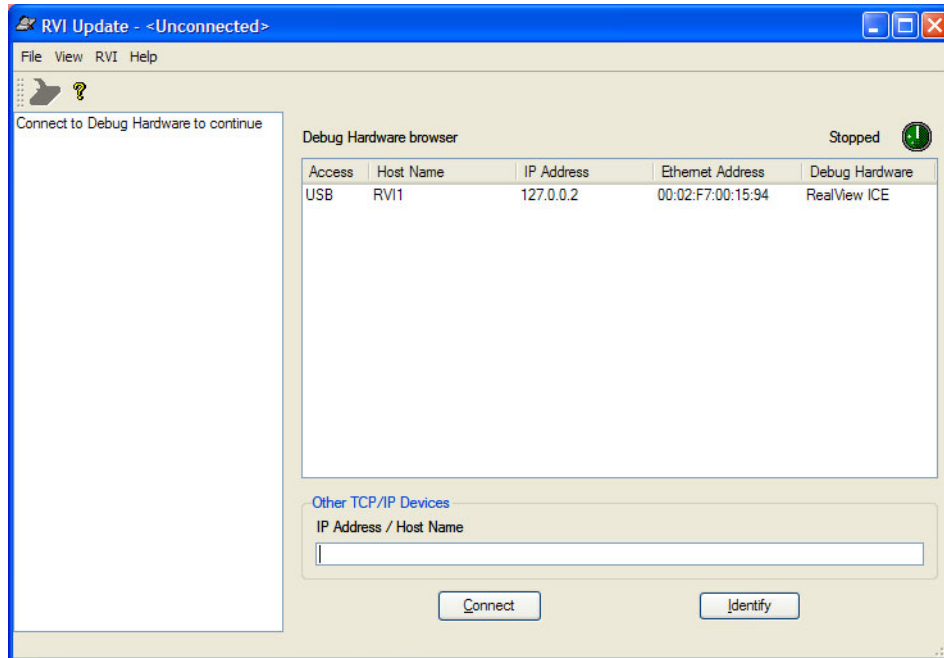 RVI Update - <Unconnected>
File View RVI Help
Connect to Debug Hardware to continue
Debug Hardware browser
Stopped
Access Host Name IP Address Ethernet Address Debug Hardware
USB RVI1 127.0.0.2 00:02:F7:00:15:94 RealView ICE
Other TCP/IP Devices
IP Address / Host Name
Connect Identify